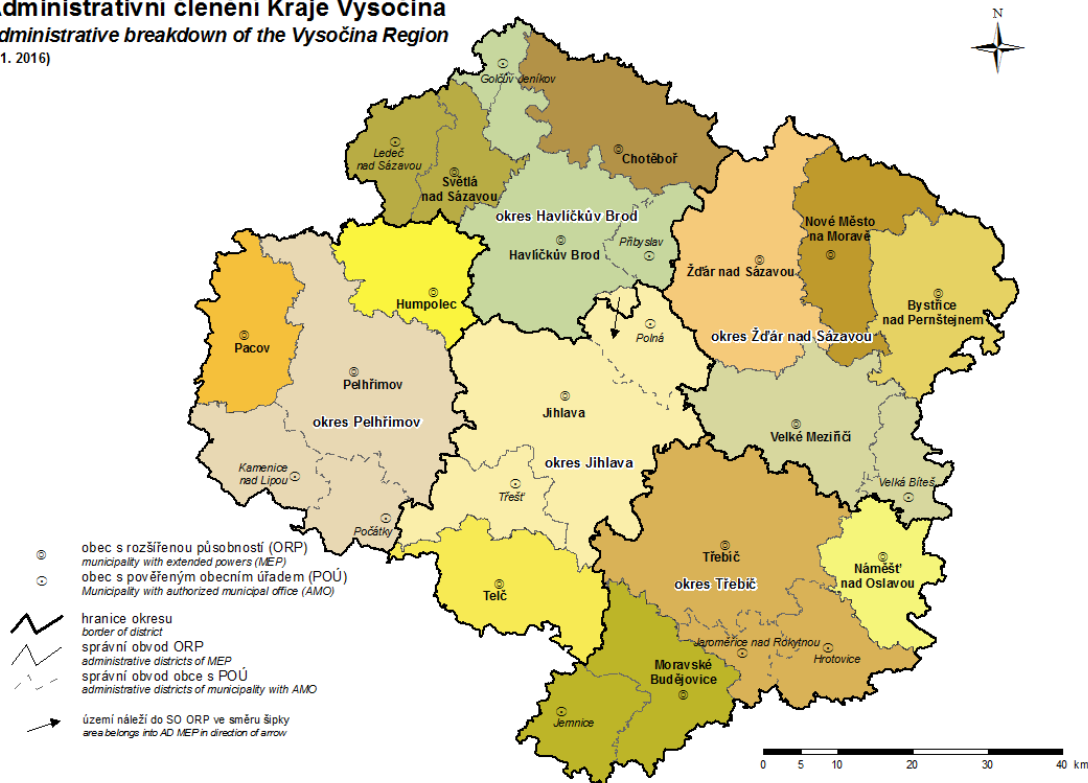 Administrativní členění Kraje Vysočina
dministrative breakdown of the Vysočina Region
1. 2016)
N
Golčův Jeníkov
Chotěboř
Ledeč
nad Sázavou
Světlá
nad Sázavou
okres Havlíčkův Brod
Havlíčkův Brod
Přibyslav
Nové Město
na Moravě
Žďár nad Sázavou
Bystřice
nad Pernštejnem
okres Žďár nad Sázavou
Humpolec
Pacov
Polná
Pelhřimov
okres Pelhřimov
Jihlava
okres Jihlava
Velké Meziříčí
Velká Bíteš
Kamenice
nad Lipou
Třešť
Počátky
Třebíč
okres Třebíč
Náměšť
nad Oslavou
Telč
Jaroměřice nad Rokytnou
Hrotovice
Moravské
Budějovice
Jemnice
obec s rozšířenou působností (ORP)
municipality with extended powers (MEP)
obec s pověřeným obecním úřadem (POÚ)
Municipality with authorized municipal office (AMO)
hranice okresu
border of district
správní obvod ORP
administrative districts of MEP
správní obvod obce s POÚ
administrative districts of municipality with AMO
území náleží do SO ORP ve směru šipky
area belongs into AD MEP in direction of arrow
0 5 10 20 30 40 km